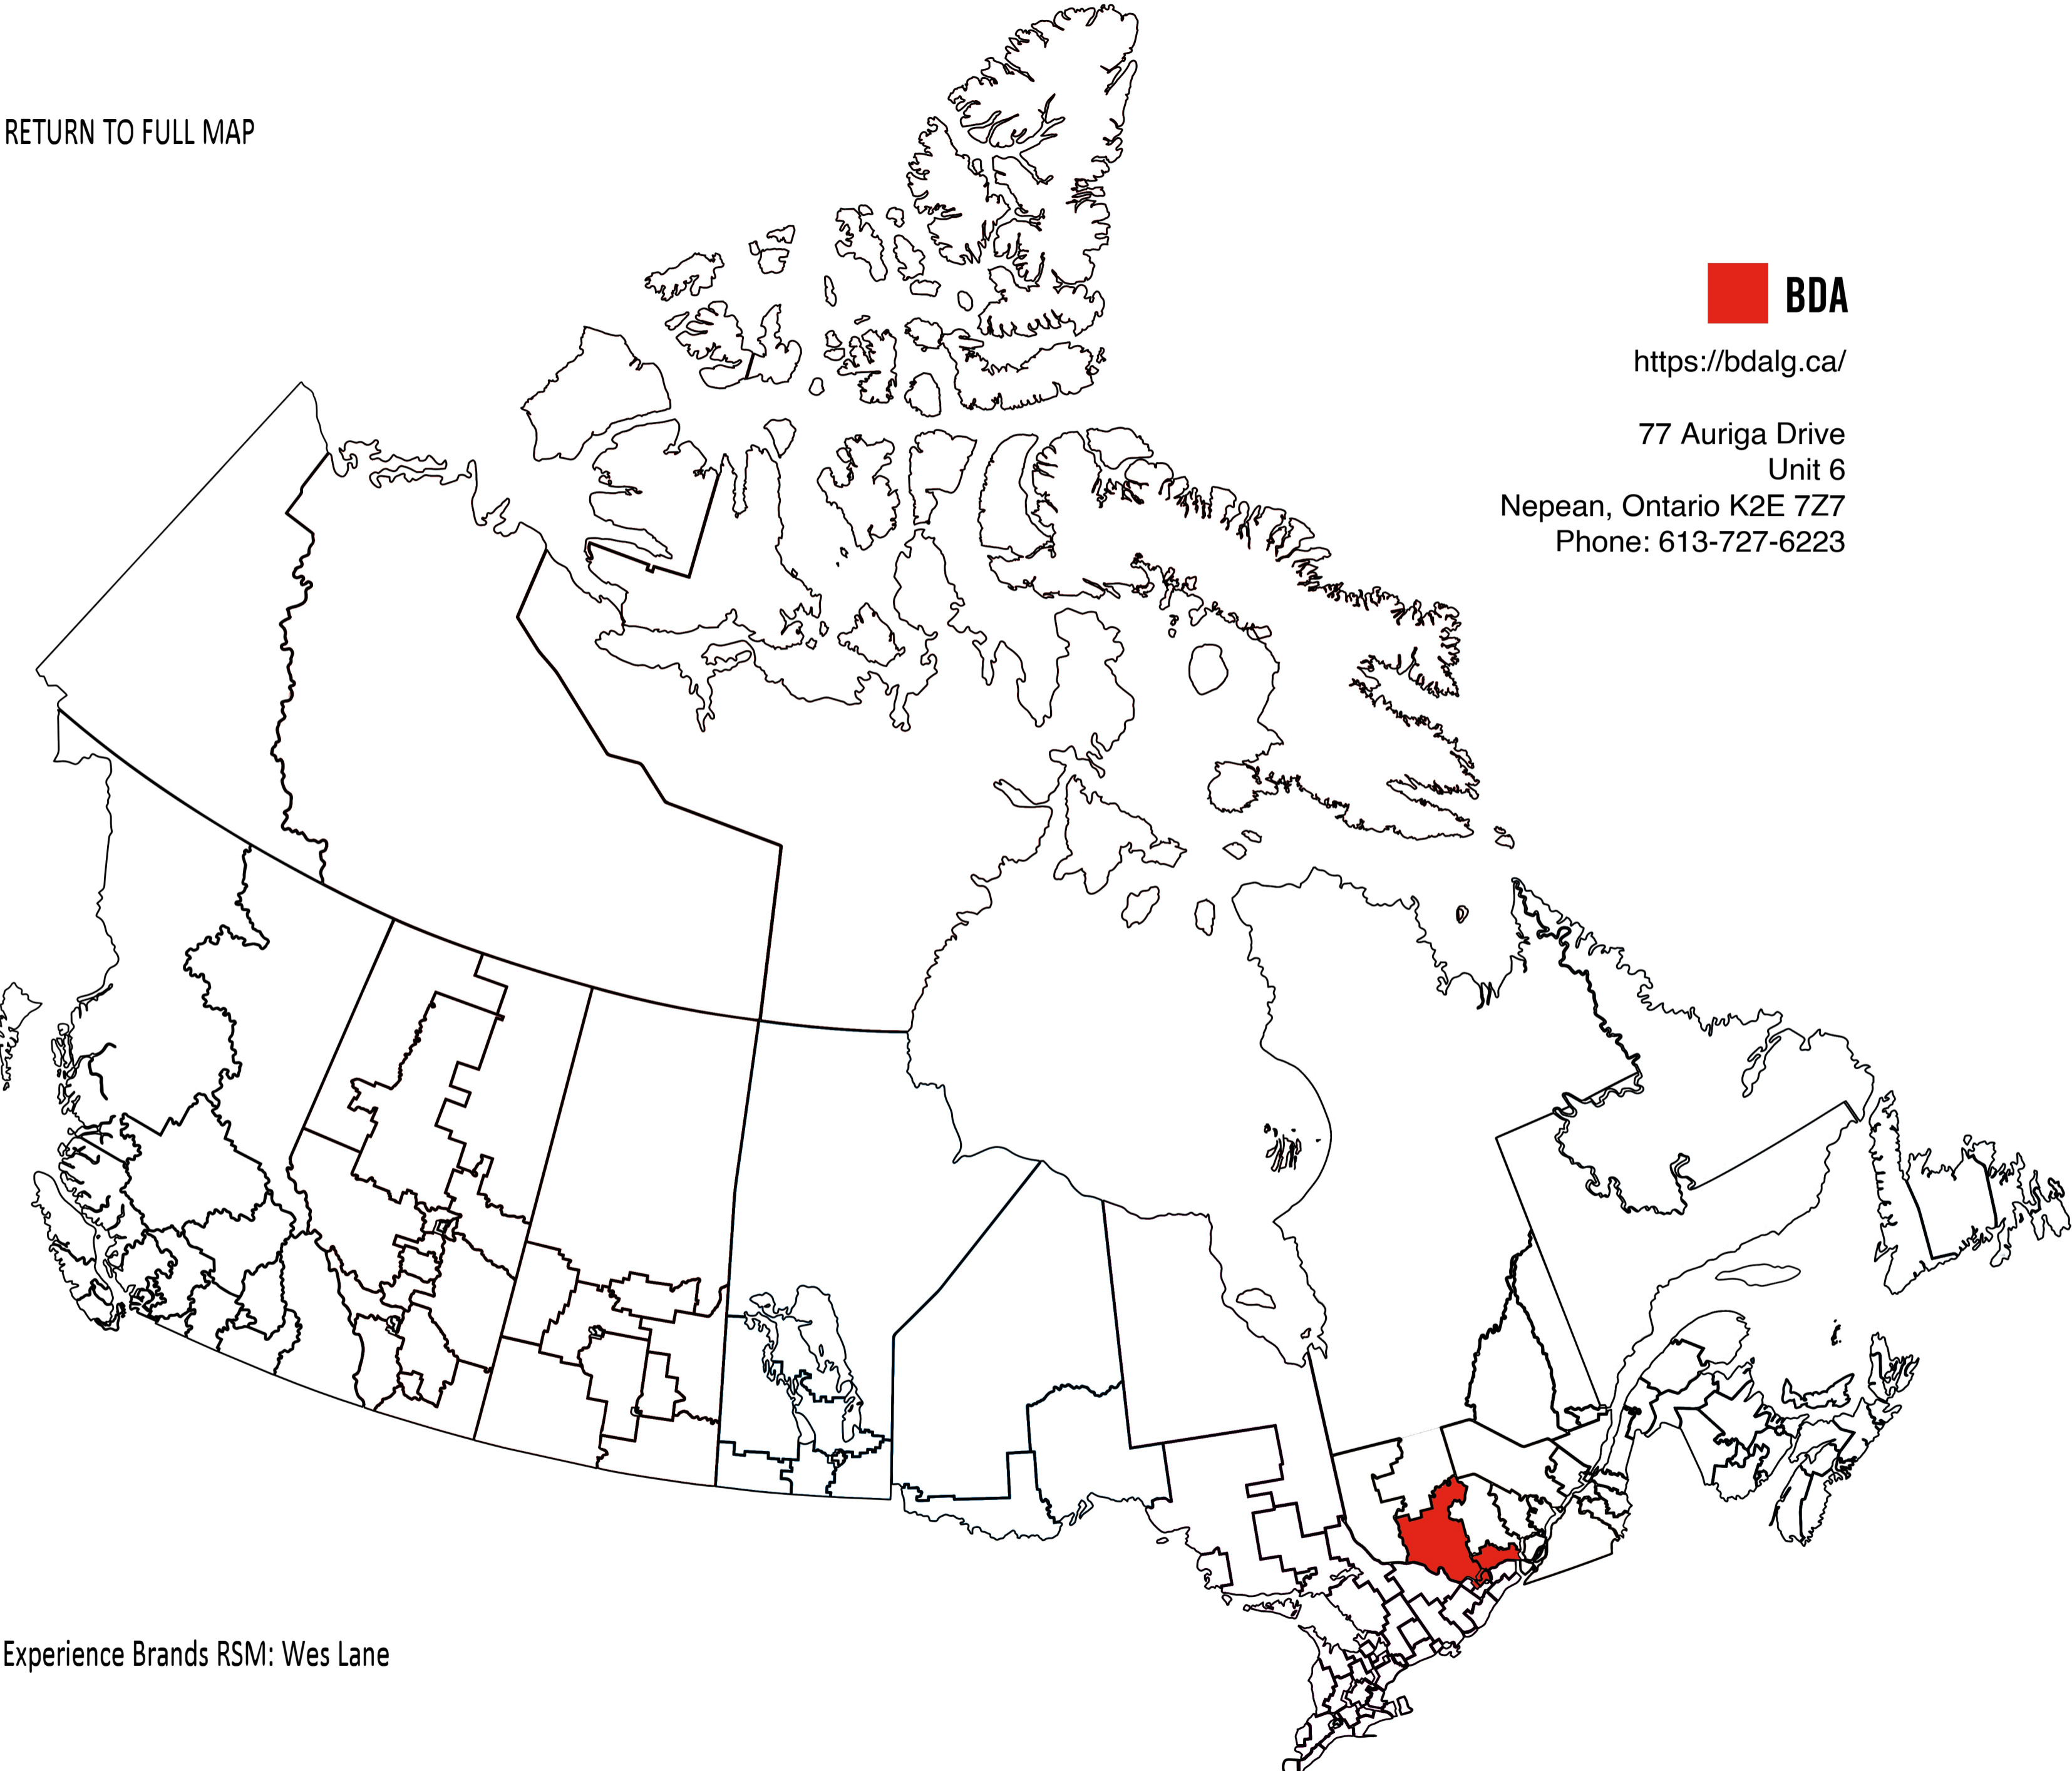 RETURN TO FULL MAP
BDA
https://bdalg.ca/
77 Auriga Drive
Unit 6
Nepean, Ontario K2E 7Z7
Phone: 613-727-6223
Experience Brands RSM: Wes Lane